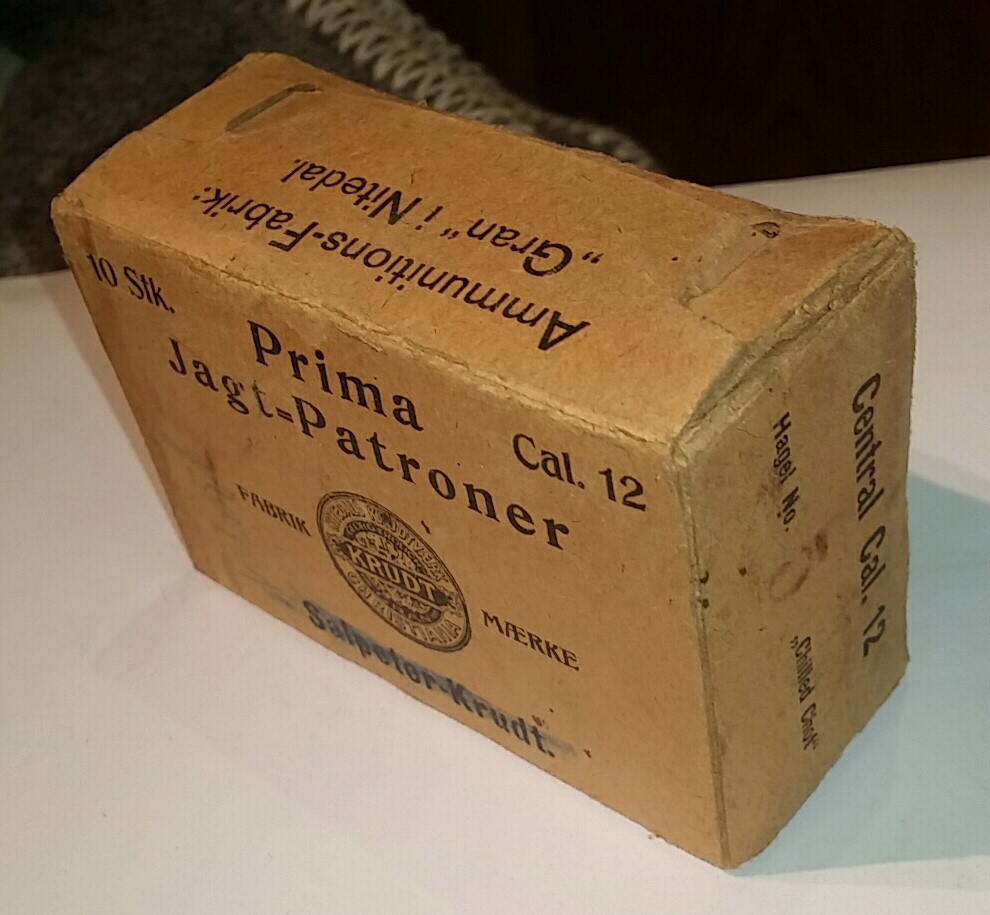 Ammunitions-Fabrik:
„Gran“ i Nitedal.
10 Stk.
Prima
Jagt-Patroner
Cal. 12
FABRIK
KRUDT
MÆRKE
Salpeter-Krudt.
Central Cal. 12
Hagel No.
„Chilled Shot“